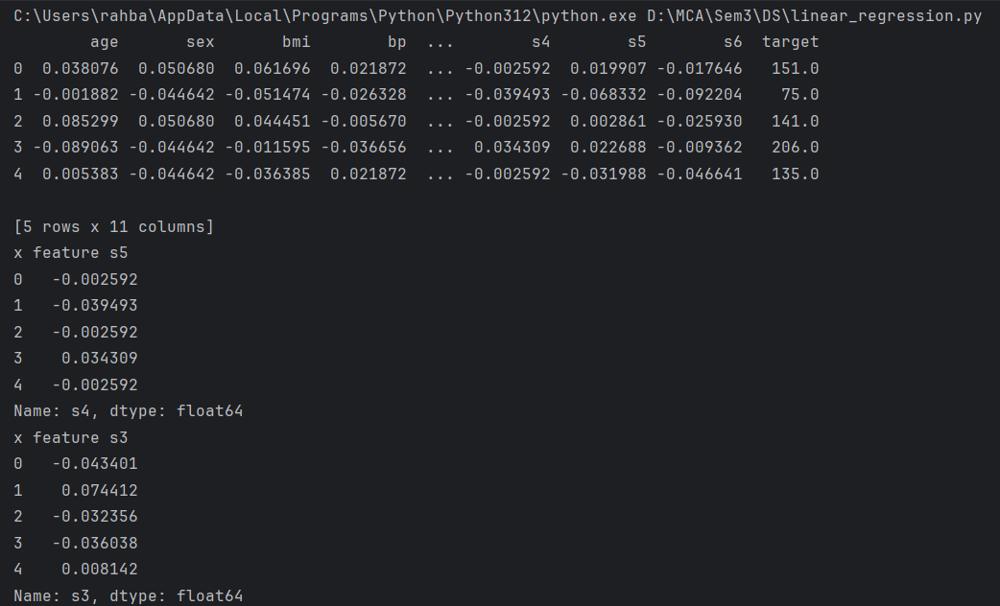 C:\Users\rahba\AppData\Local\Programs\Python\Python312\python.exe D:\MCA\Sem3\DS\linear_regression.py
        age       sex       bmi        bp  ...        s4        s5        s6  target
0  0.038076  0.050680  0.061696  0.021872  ... -0.002592  0.019907 -0.017646   151.0
1 -0.001882 -0.044642 -0.051474 -0.026328  ... -0.039493 -0.068332 -0.092204    75.0
2  0.085299  0.050680  0.044451 -0.005670  ... -0.002592  0.002861 -0.025930   141.0
3 -0.089063 -0.044642 -0.011595 -0.036656  ...  0.034309  0.022688 -0.009362   206.0
4  0.005383 -0.044642 -0.036385  0.021872  ... -0.002592 -0.031988 -0.046641   135.0

[5 rows x 11 columns]
x feature s5
0   -0.002592
1   -0.039493
2   -0.002592
3    0.034309
4   -0.002592
Name: s4, dtype: float64
x feature s3
0   -0.043401
1    0.074412
2   -0.032356
3   -0.036038
4    0.008142
Name: s3, dtype: float64